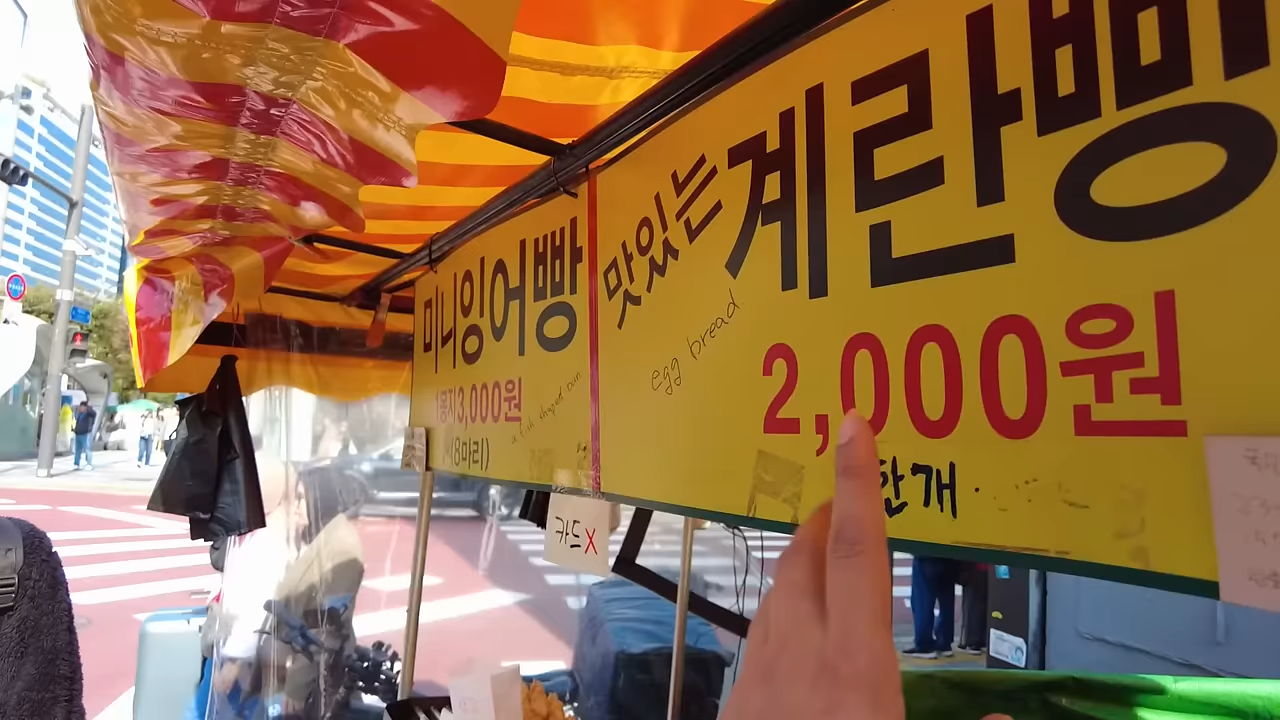 미니잉어빵
1봉지3,000원
(8마리)
a fish shaped bun
맛있는계란빵
egg bread.
2,000원
한개
카드X